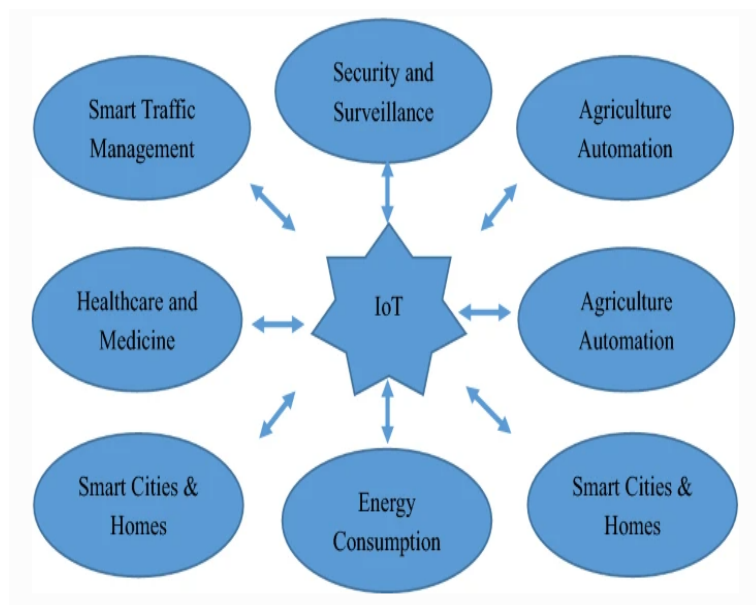 Security and
Surveillance
Smart Traffic
Management
Agriculture
Automation
Healthcare and
Medicine
IoT
Agriculture
Automation
Smart Cities &
Homes
Energy
Consumption
Smart Cities &
Homes